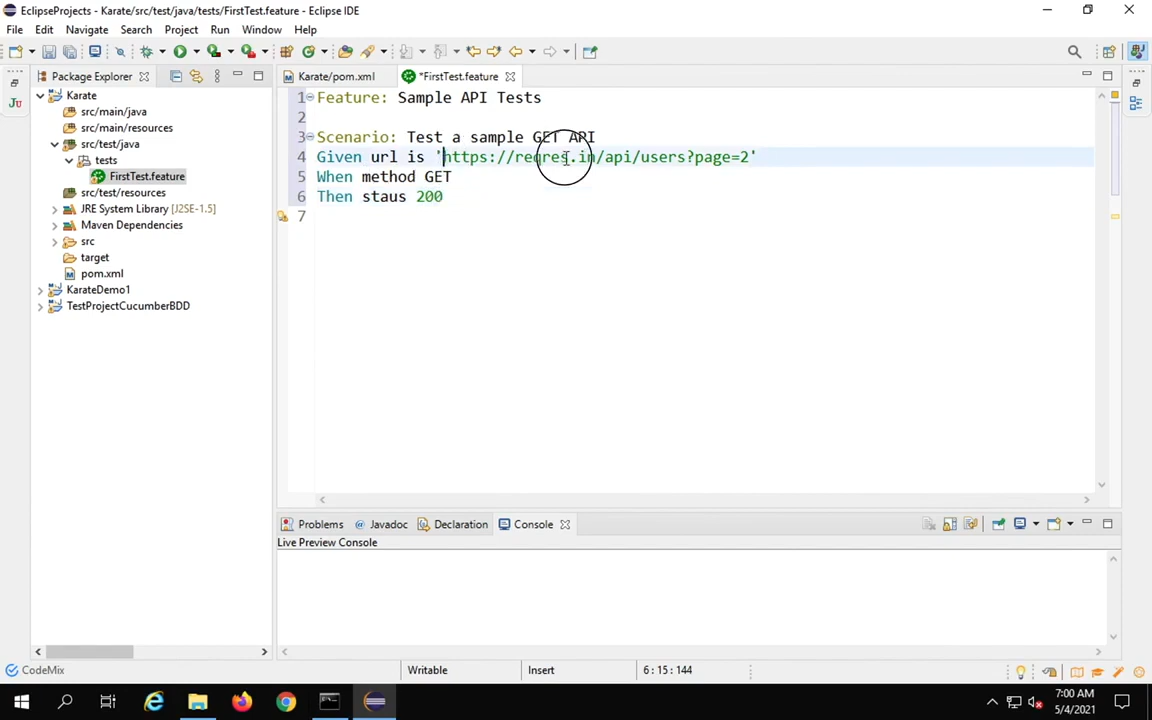 EclipseProjects - Karate/src/test/java/tests/FirstTest.feature - Eclipse IDE
File Edit Navigate Search Project Run Window Help
Package Explorer
Karate/pom.xml
*FirstTest.feature
Karate
src/main/java
src/main/resources
src/test/java
tests
FirstTest.feature
src/test/resources
JRE System Library [J2SE-1.5]
Maven Dependencies
src
target
pom.xml
KarateDemo1
TestProjectCucumberBDD
1 Feature: Sample API Tests
2
3 Scenario: Test a sample GET API
4 Given url is 'https://reqres.in/api/users?page=2'
5 When method GET
6 Then staus 200
7
Problems @ Javadoc Declaration Console
Live Preview Console
CodeMix
Writable
Insert
6 : 15 : 144
7:00 AM
5/4/2021